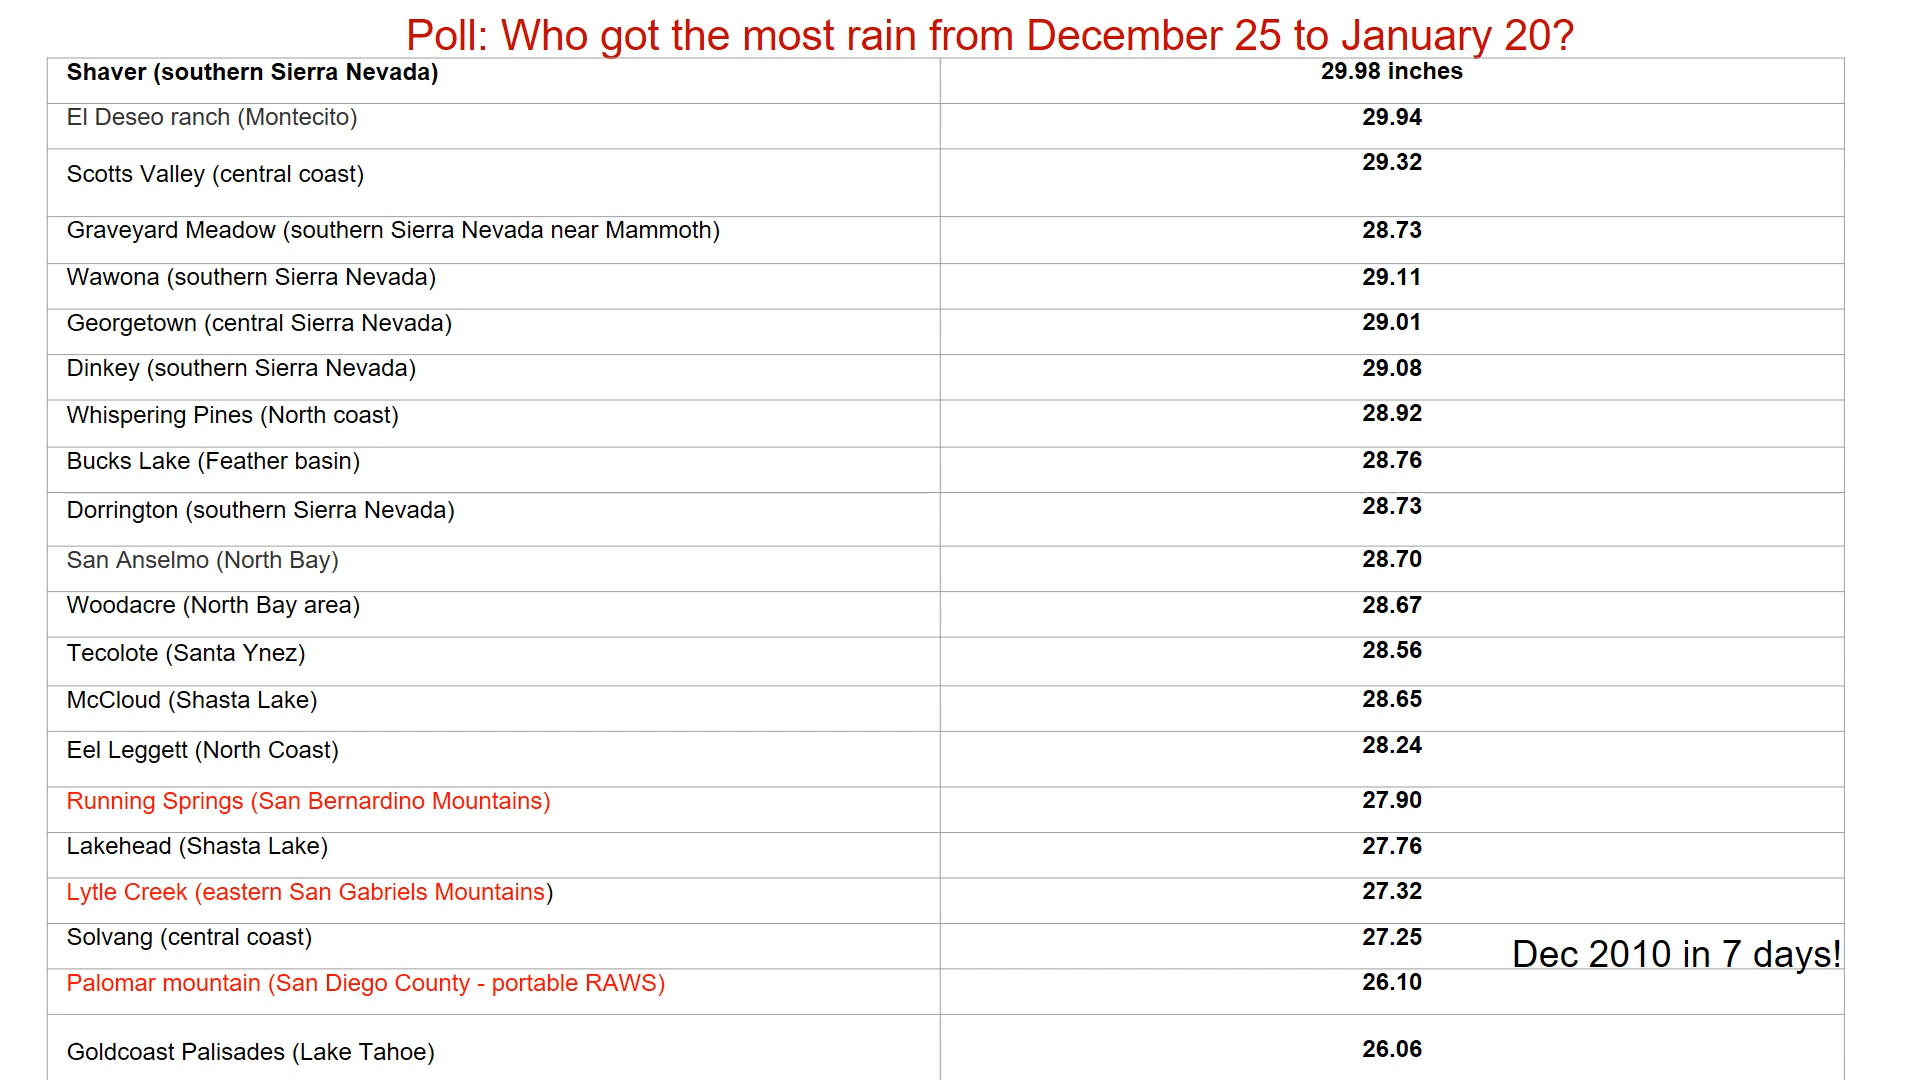 Poll: Who got the most rain from December 25 to January 20?
Shaver (southern Sierra Nevada) 29.98 inches
El Deseo ranch (Montecito) 29.94
Scotts Valley (central coast) 29.32
Graveyard Meadow (southern Sierra Nevada near Mammoth) 28.73
Wawona (southern Sierra Nevada) 29.11
Georgetown (central Sierra Nevada) 29.01
Dinkey (southern Sierra Nevada) 29.08
Whispering Pines (North coast) 28.92
Bucks Lake (Feather basin) 28.76
Dorrington (southern Sierra Nevada) 28.73
San Anselmo (North Bay) 28.70
Woodacre (North Bay area) 28.67
Tecolote (Santa Ynez) 28.56
McCloud (Shasta Lake) 28.65
Eel Leggett (North Coast) 28.24
Running Springs (San Bernardino Mountains) 27.90
Lakehead (Shasta Lake) 27.76
Lytle Creek (eastern San Gabriels Mountains) 27.32
Solvang (central coast) 27.25
Dec 2010 in 7 days!
Palomar mountain (San Diego County - portable RAWS) 26.10
Goldcoast Palisades (Lake Tahoe) 26.06